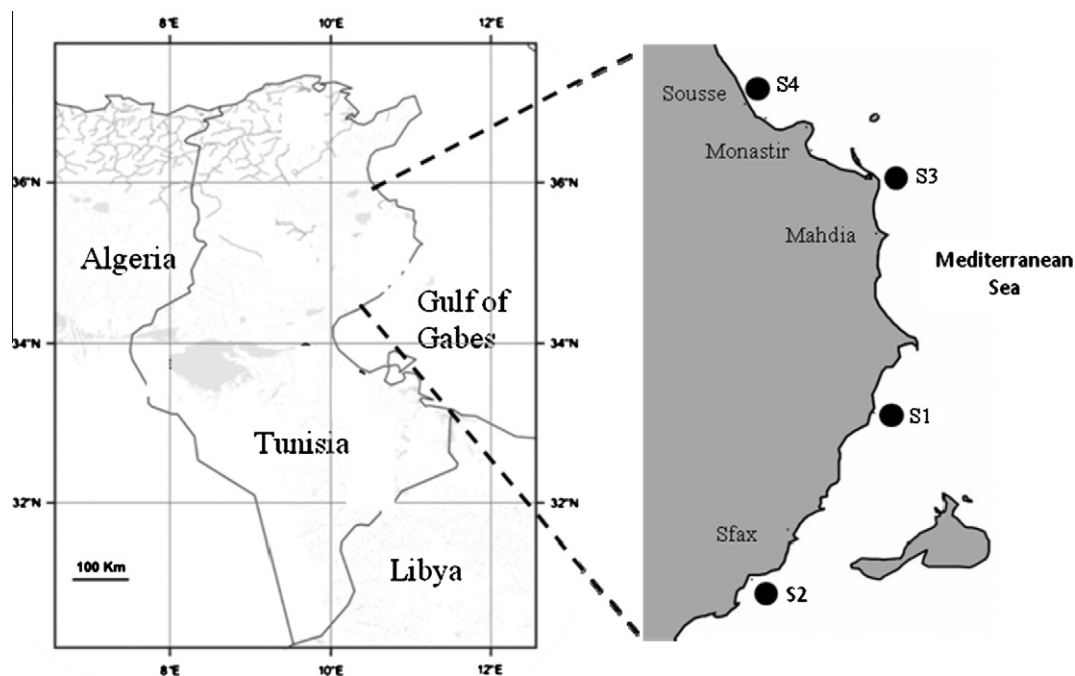 8°E
10°E
12°E
36°N
34°N
32°N
Algeria
Gulf of
Gabes
Tunisia
Libya
100 Km
8°E
10°E
12°E
Sousse
S4
Monastir
S3
Mahdia
Mediterranean
Sea
S1
Sfax
S2